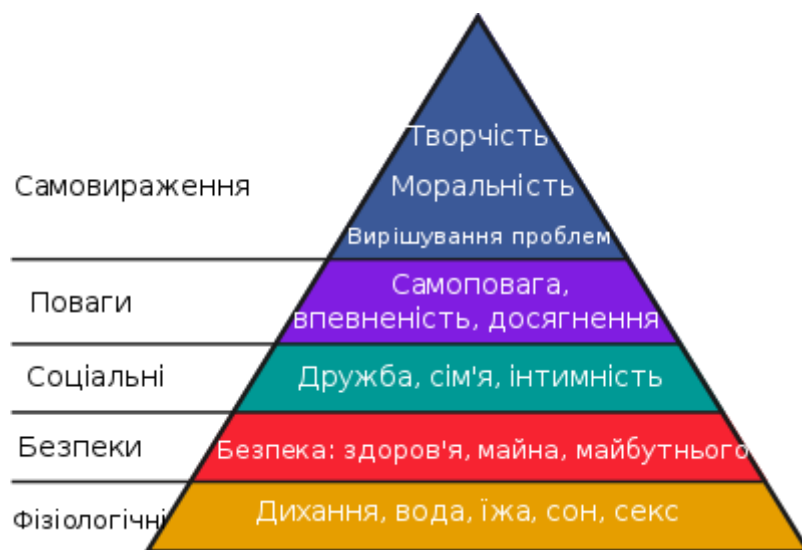 Творчість
Самовираження
Моральність
Вирішування проблем
Поваги
Самоповага,
впевненість, досягнення
Соціальні
Дружба, сім'я, інтимність
Безпеки
Безпека: здоров'я, майна, майбутнього
Фізіологічні
Дихання, вода, їжа, сон, секс